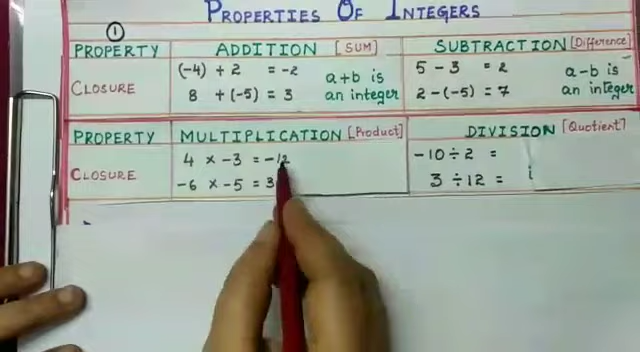 PROPERTIES OF INTEGERS
1
PROPERTY ADDITION [SUM] SUBTRACTION [Difference]
CLOSURE
(-4) + 2 = -2
8 + (-5) = 3
a+b is
an integer
5 - 3 = 2
2 - (-5) = 7
a-b is
an integer
PROPERTY MULTIPLICATION [Product] DIVISION [Quotient]
CLOSURE
4 × -3 = -12
-6 × -5 = 3
-10 ÷ 2 =
3 ÷ 12 =